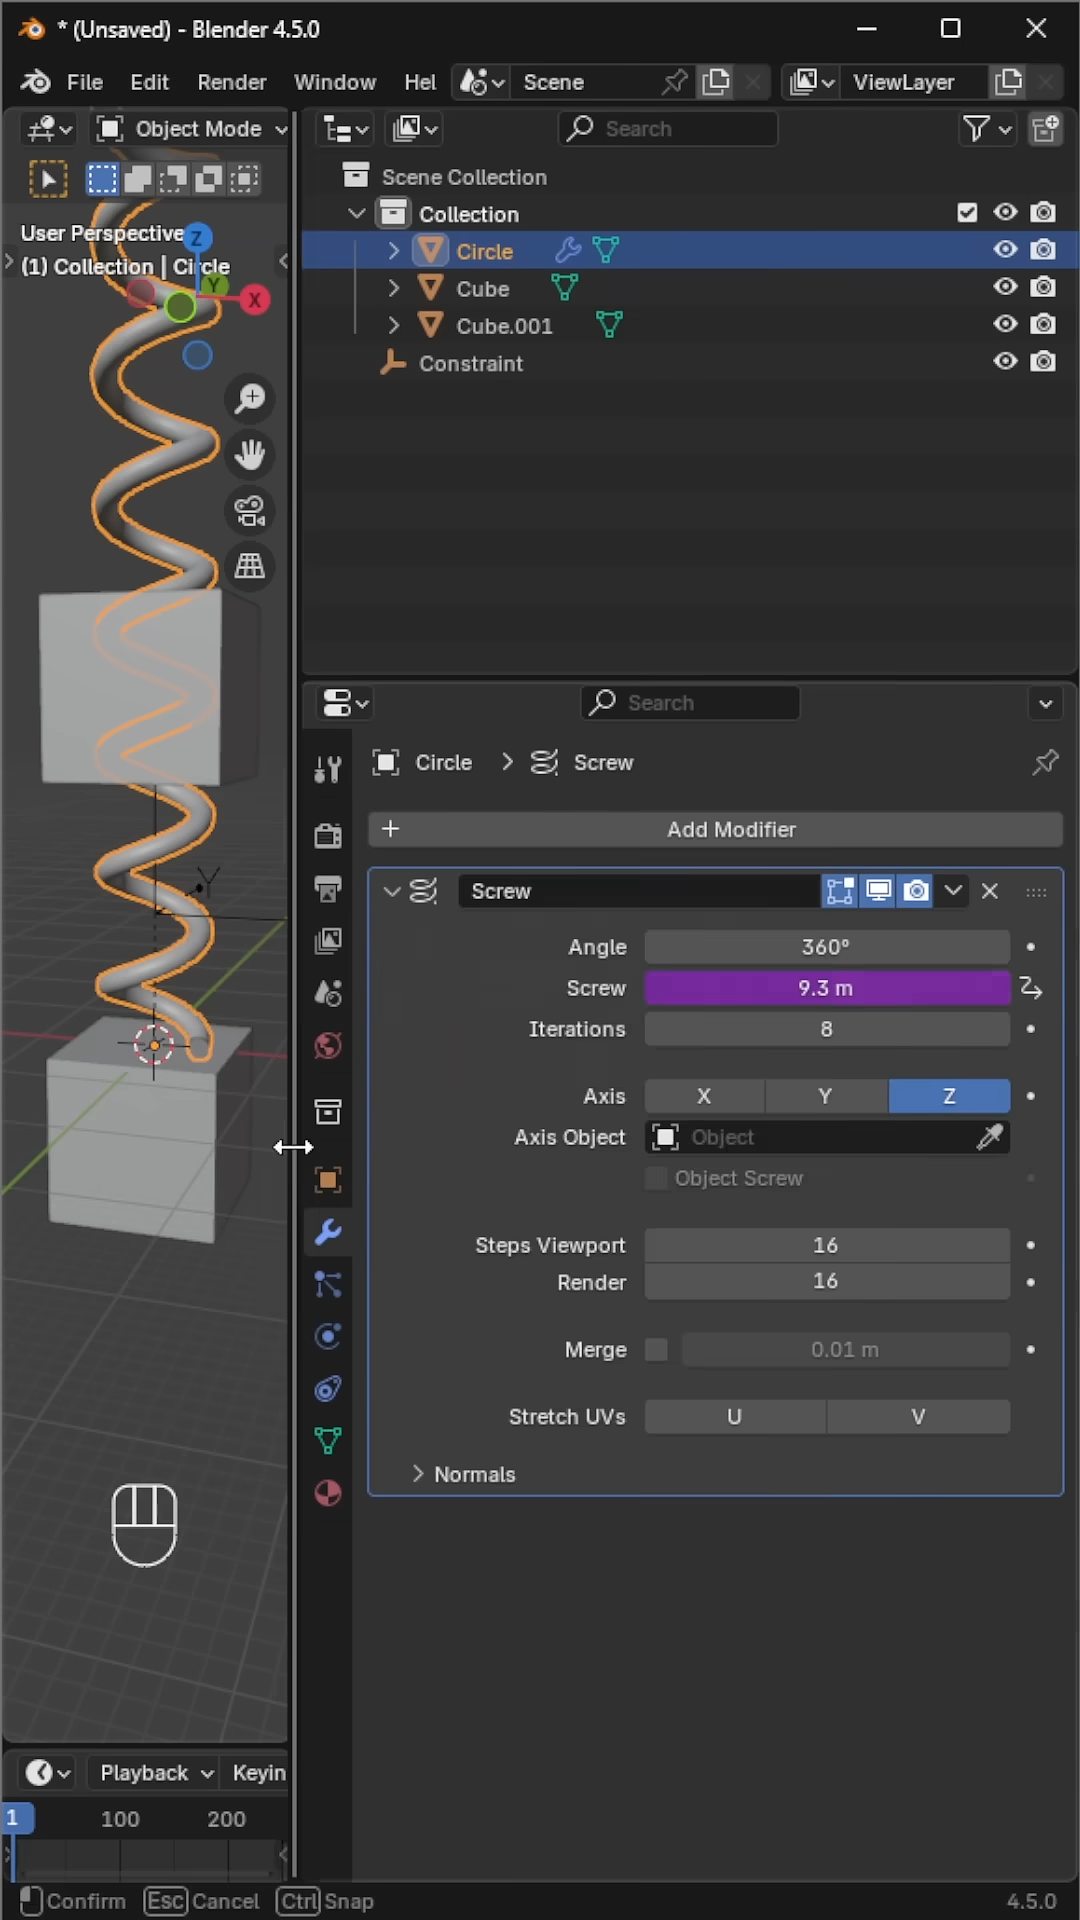 * (Unsaved) - Blender 4.5.0
File Edit Render Window Hel Scene ViewLayer
Object Mode
Search
User Perspective
(1) Collection | Circle
Z
Y
X
Scene Collection
Collection
Circle
Cube
Cube.001
Constraint
Search
Circle > Screw
+ Add Modifier
Screw
Angle 360°
Screw 9.3 m
Iterations 8
Axis X Y Z
Axis Object Object
Object Screw
Steps Viewport 16
Render 16
Merge 0.01 m
Stretch UVs U V
Normals
Playback Keyin
1 100 200
Confirm Esc Cancel Ctrl Snap 4.5.0